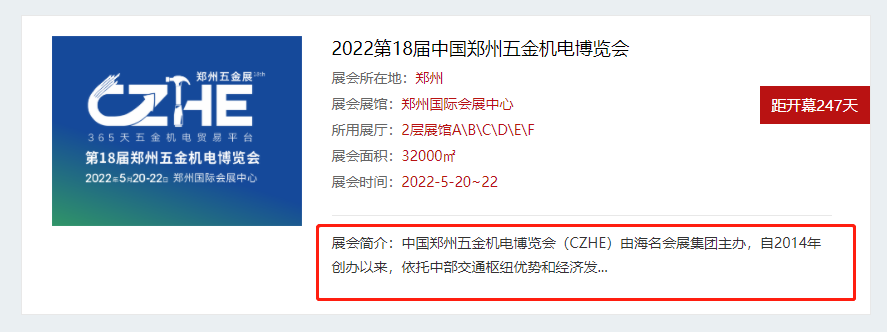 2022第18届中国郑州五金机电博览会
展会所在地：郑州
展会展馆：郑州国际会展中心
所用展厅：2层展馆A\B\C\D\E\F
展会面积：32000㎡
展会时间：2022-5-20~22
距开幕247天
郑州五金展18th
CZHE
365天五金机电贸易平台
第18届郑州五金机电博览会
2022年5月20-22日 郑州国际会展中心
展会简介：中国郑州五金机电博览会（CZHE）由海名会展集团主办，自2014年
创办以来，依托中部交通枢纽优势和经济发...